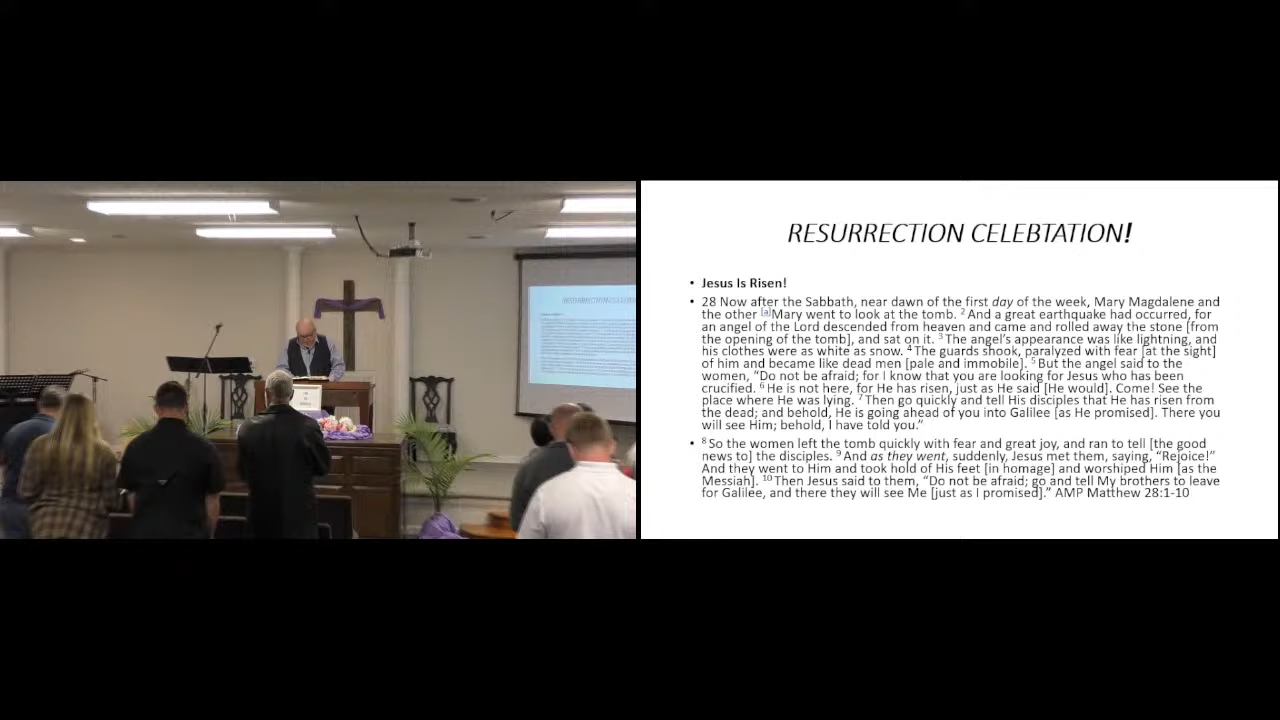 RESURRECTION CELEBTATION!
• Jesus Is Risen!
• 28 Now after the Sabbath, near dawn of the first day of the week, Mary Magdalene and
the other [a]Mary went to look at the tomb. 2 And a great earthquake had occurred, for
an angel of the Lord descended from heaven and came and rolled away the stone [from
the opening of the tomb], and sat on it. 3 The angel’s appearance was like lightning, and
his clothes were as white as snow. 4 The guards shook, paralyzed with fear [at the sight]
of him and became like dead men [pale and immobile]. 5 But the angel said to the
women, “Do not be afraid; for I know that you are looking for Jesus who has been
crucified. 6 He is not here, for He has risen, just as He said [He would]. Come! See the
place where He was lying. 7 Then go quickly and tell His disciples that He has risen from
the dead; and behold, He is going ahead of you into Galilee [as He promised]. There you
will see Him; behold, I have told you.”
• 8 So the women left the tomb quickly with fear and great joy, and ran to tell [the good
news to] the disciples. 9 And as they went, suddenly, Jesus met them, saying, “Rejoice!”
And they went to Him and took hold of His feet [in homage] and worshiped Him [as the
Messiah]. 10 Then Jesus said to them, “Do not be afraid; go and tell My brothers to leave
for Galilee, and there they will see Me [just as I promised].” AMP Matthew 28:1-10